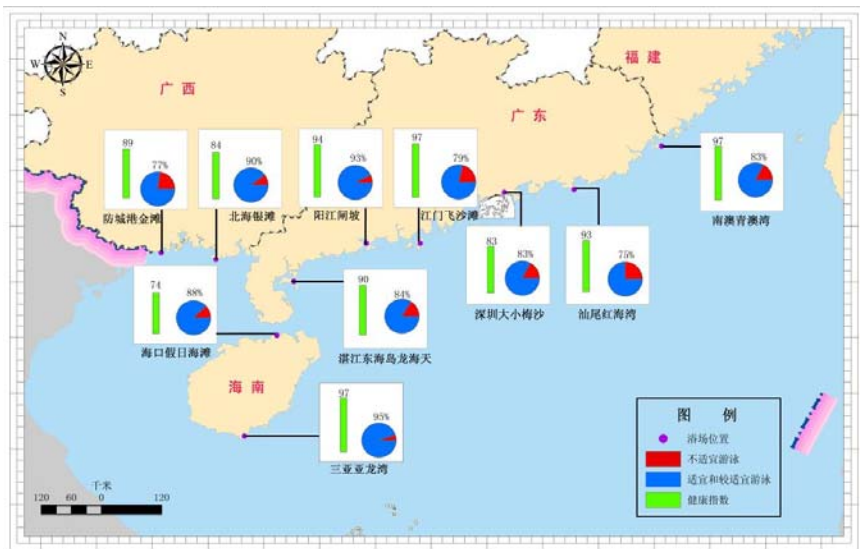 N
W E
S
福 建
广 西
广 东
89
77%
防城港金滩
84
90%
北海银滩
94
93%
阳江闸坡
97
79%
江门飞沙滩
97
83%
南澳青澳湾
74
88%
海口假日海滩
90
84%
湛江东海岛龙海天
83
83%
深圳大小梅沙
93
75%
汕尾红海湾
海 南
97
95%
三亚亚龙湾
图 例
浴场位置
不适宜游泳
适宜和较适宜游泳
健康指数
千米
120 60 0 120